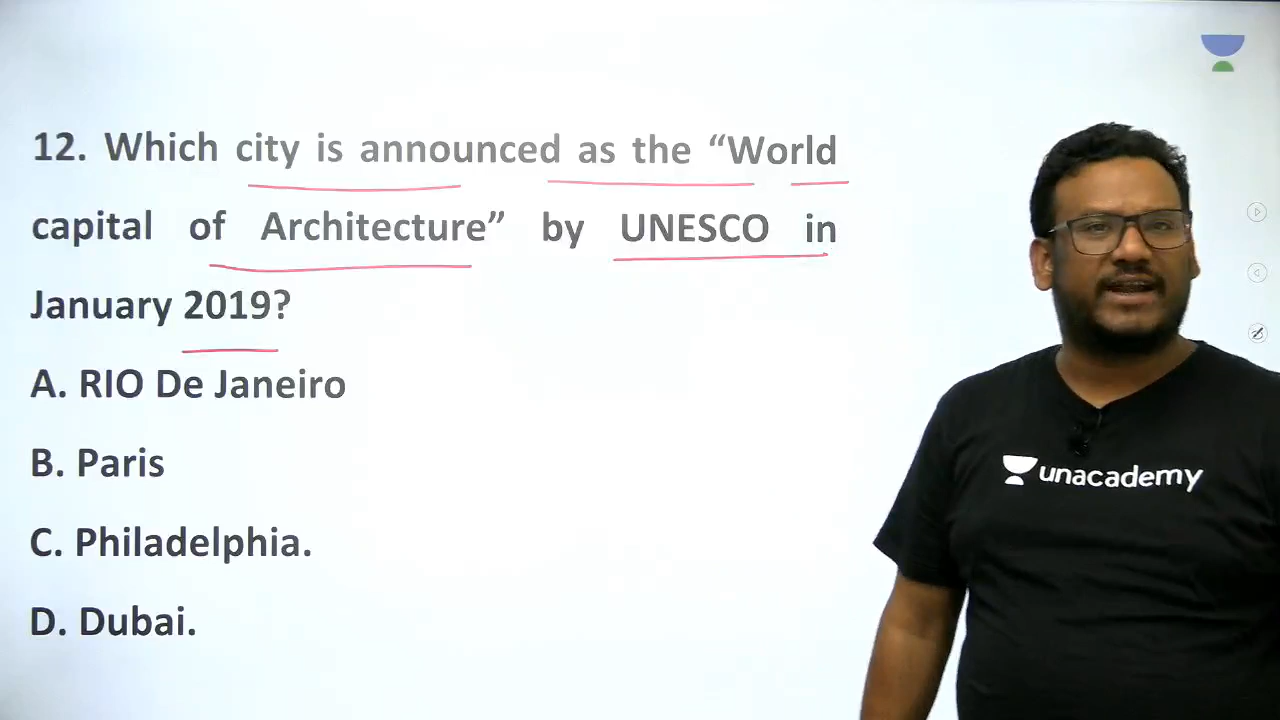 12. Which city is announced as the “World
capital of Architecture” by UNESCO in
January 2019?
A. RIO De Janeiro
B. Paris
C. Philadelphia.
D. Dubai.
unacademy